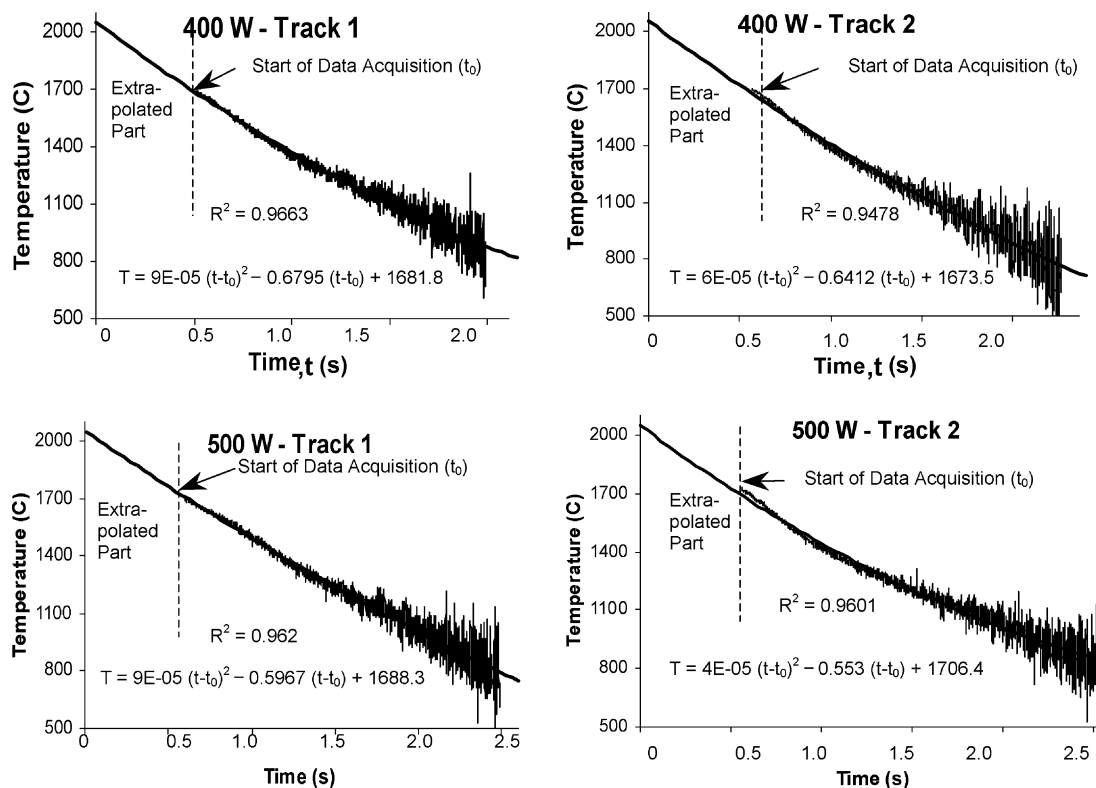 400 W - Track 1
Temperature (C)
2000
1700
1400
1100
800
500
Start of Data Acquisition (t₀)
Extra-
polated
Part
R² = 0.9663
T = 9E-05 (t-t₀)² – 0.6795 (t-t₀) + 1681.8
0 0.5 1.0 1.5 2.0
Time,t (s)
400 W - Track 2
Temperature (C)
2000
1700
1400
1100
800
500
Start of Data Acquisition (t₀)
Extra-
polated
Part
R² = 0.9478
T = 6E-05 (t-t₀)² – 0.6412 (t-t₀) + 1673.5
0 0.5 1.0 1.5 2.0
Time,t (s)
500 W - Track 1
Temperature (C)
2000
1700
1400
1100
800
500
Start of Data Acquisition (t₀)
Extra-
polated
Part
R² = 0.962
T = 9E-05 (t-t₀)² – 0.5967 (t-t₀) + 1688.3
0 0.5 1.0 1.5 2.0 2.5
Time (s)
500 W - Track 2
Temperature (C)
2000
1700
1400
1100
800
500
Start of Data Acquisition (t₀)
Extra-
polated
Part
R² = 0.9601
T = 4E-05 (t-t₀)² – 0.553 (t-t₀) + 1706.4
0 0.5 1.0 1.5 2.0 2.5
Time (s)